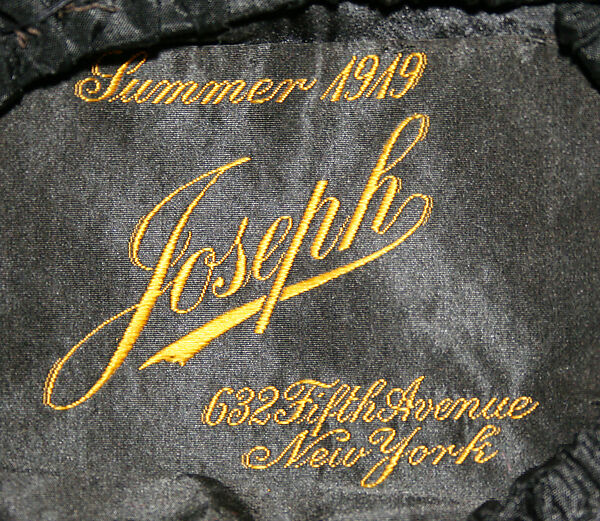 Summer 1919
Joseph
632 Fifth Avenue
New York